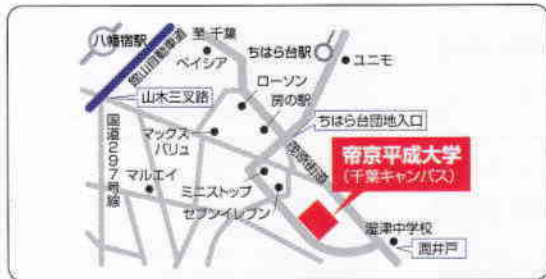 八幡宿駅
館山自動車道
至 千葉
ベイシア
ちはら台駅
ユニモ
ローソン
房の駅
山木三叉路
ちはら台団地入口
国道297号線
マックス
バリュ
茂原街道
帝京平成大学
(千葉キャンパス)
マルエイ
ミニストップ
セブンイレブン
湿津中学校
潤井戸